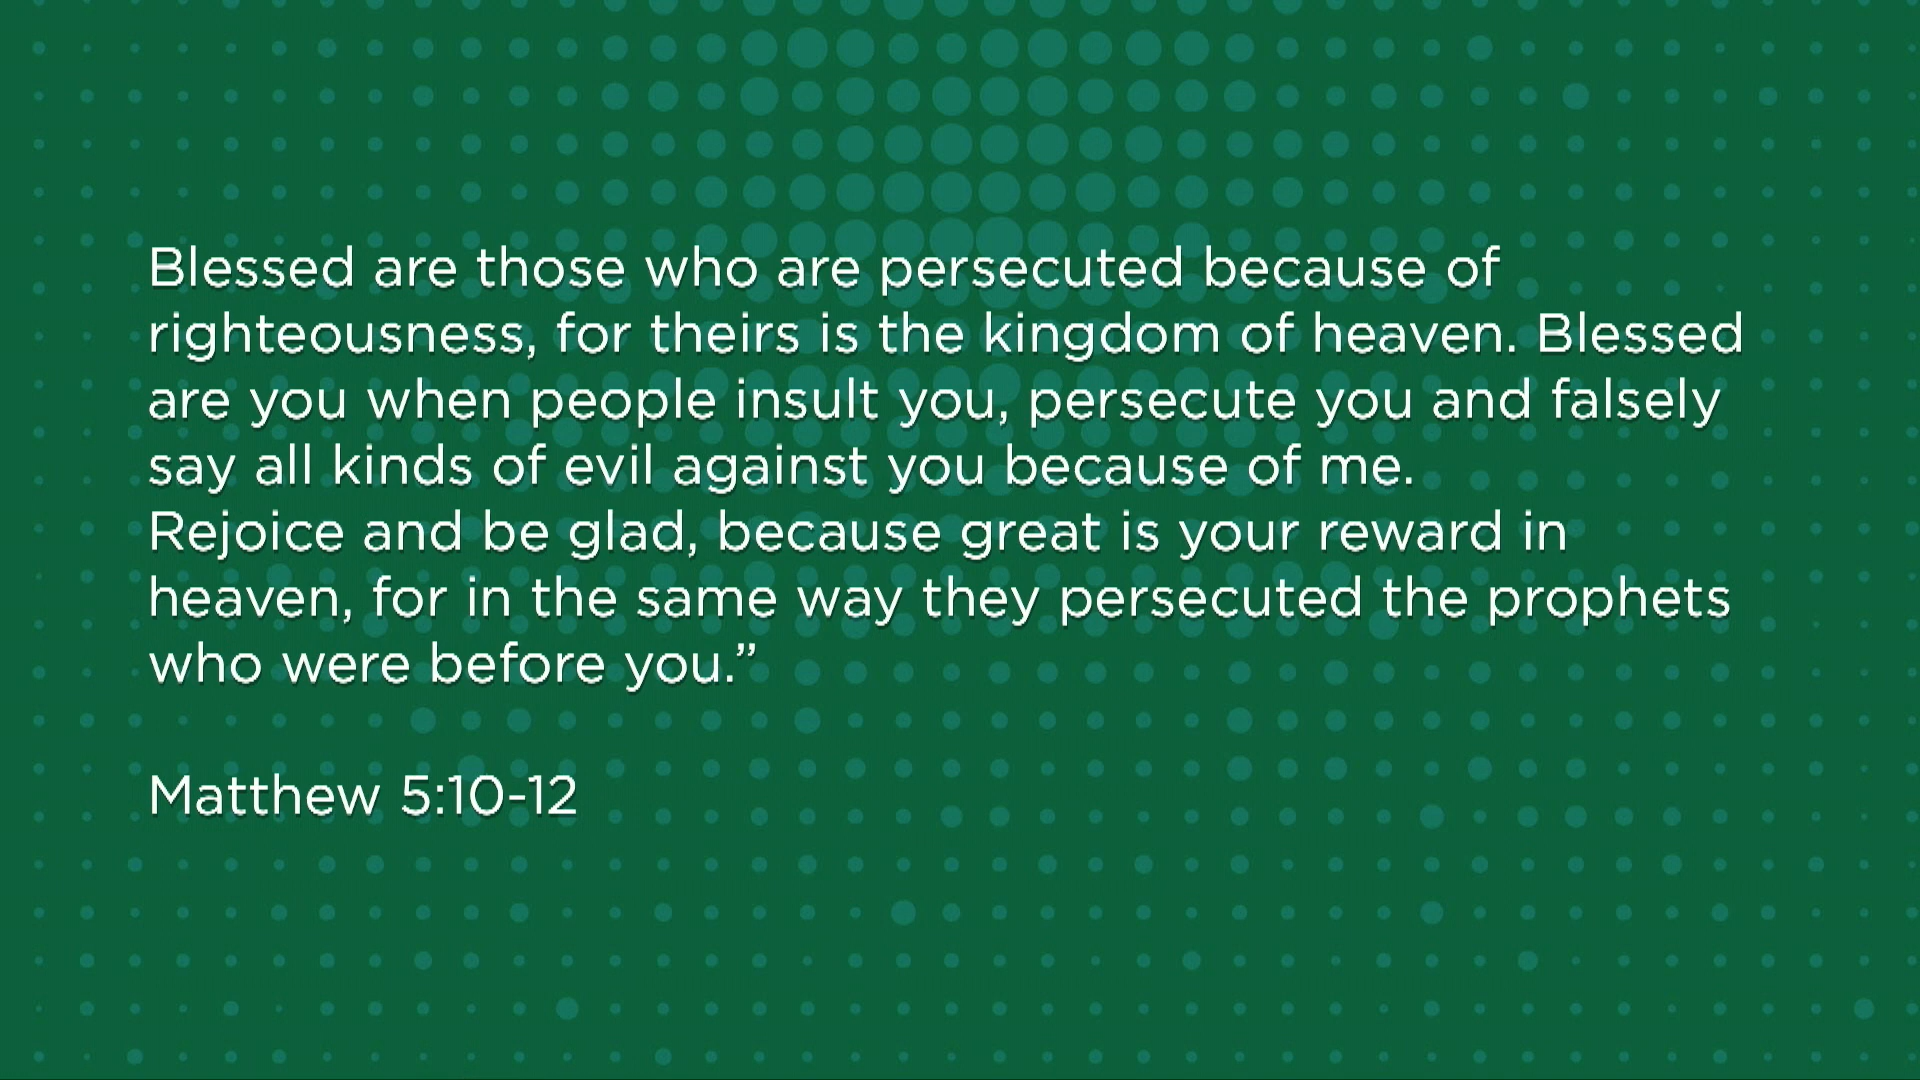 Blessed are those who are persecuted because of
righteousness, for theirs is the kingdom of heaven. Blessed
are you when people insult you, persecute you and falsely
say all kinds of evil against you because of me.
Rejoice and be glad, because great is your reward in
heaven, for in the same way they persecuted the prophets
who were before you.”
Matthew 5:10-12